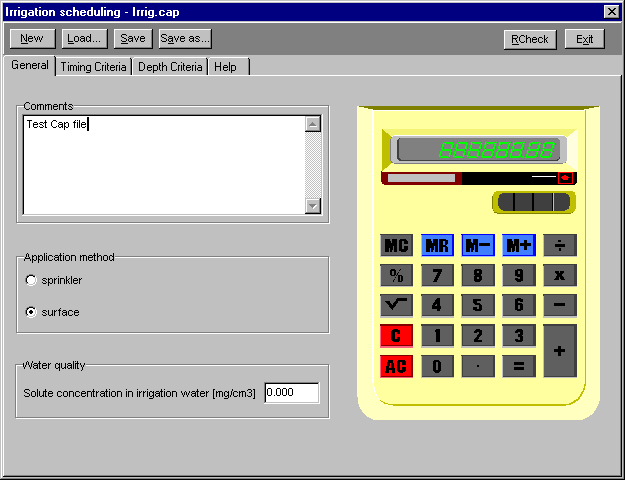 Irrigation scheduling - Irrig.cap
New Load... Save Save as... RCheck Exit
General Timing Criteria Depth Criteria Help
Comments
Test Cap file
Application method
sprinkler
surface
Water quality
Solute concentration in irrigation water [mg/cm3] 0.000
MC MR M− M+ ÷
% 7 8 9 x
√ 4 5 6 −
C 1 2 3 +
AC 0 · =